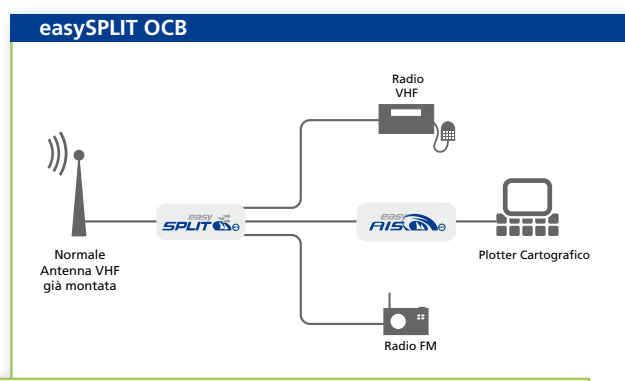 easySPLIT OCB
Radio
VHF
easy
SPLIT
easy
AIS
Normale
Antenna VHF
già montata
Plotter Cartografico
Radio FM